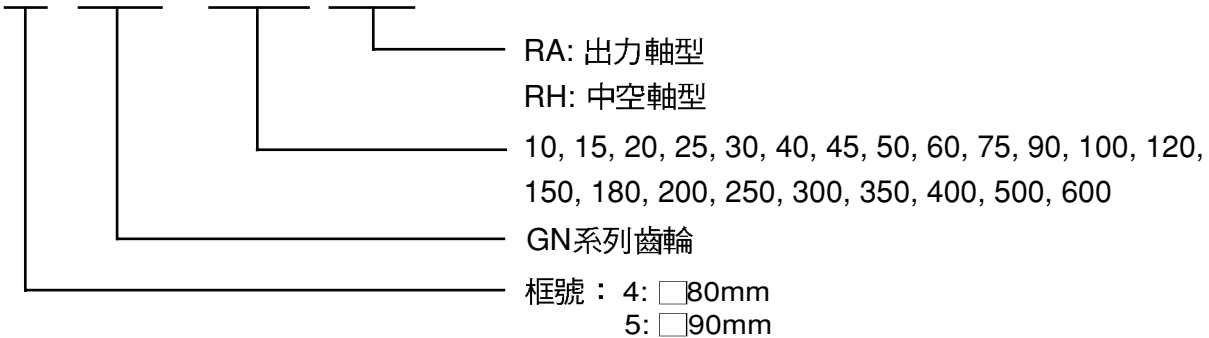 RA: 出力軸型
RH: 中空軸型
10, 15, 20, 25, 30, 40, 45, 50, 60, 75, 90, 100, 120,
150, 180, 200, 250, 300, 350, 400, 500, 600
GN系列齒輪
框號：4: □80mm
5: □90mm